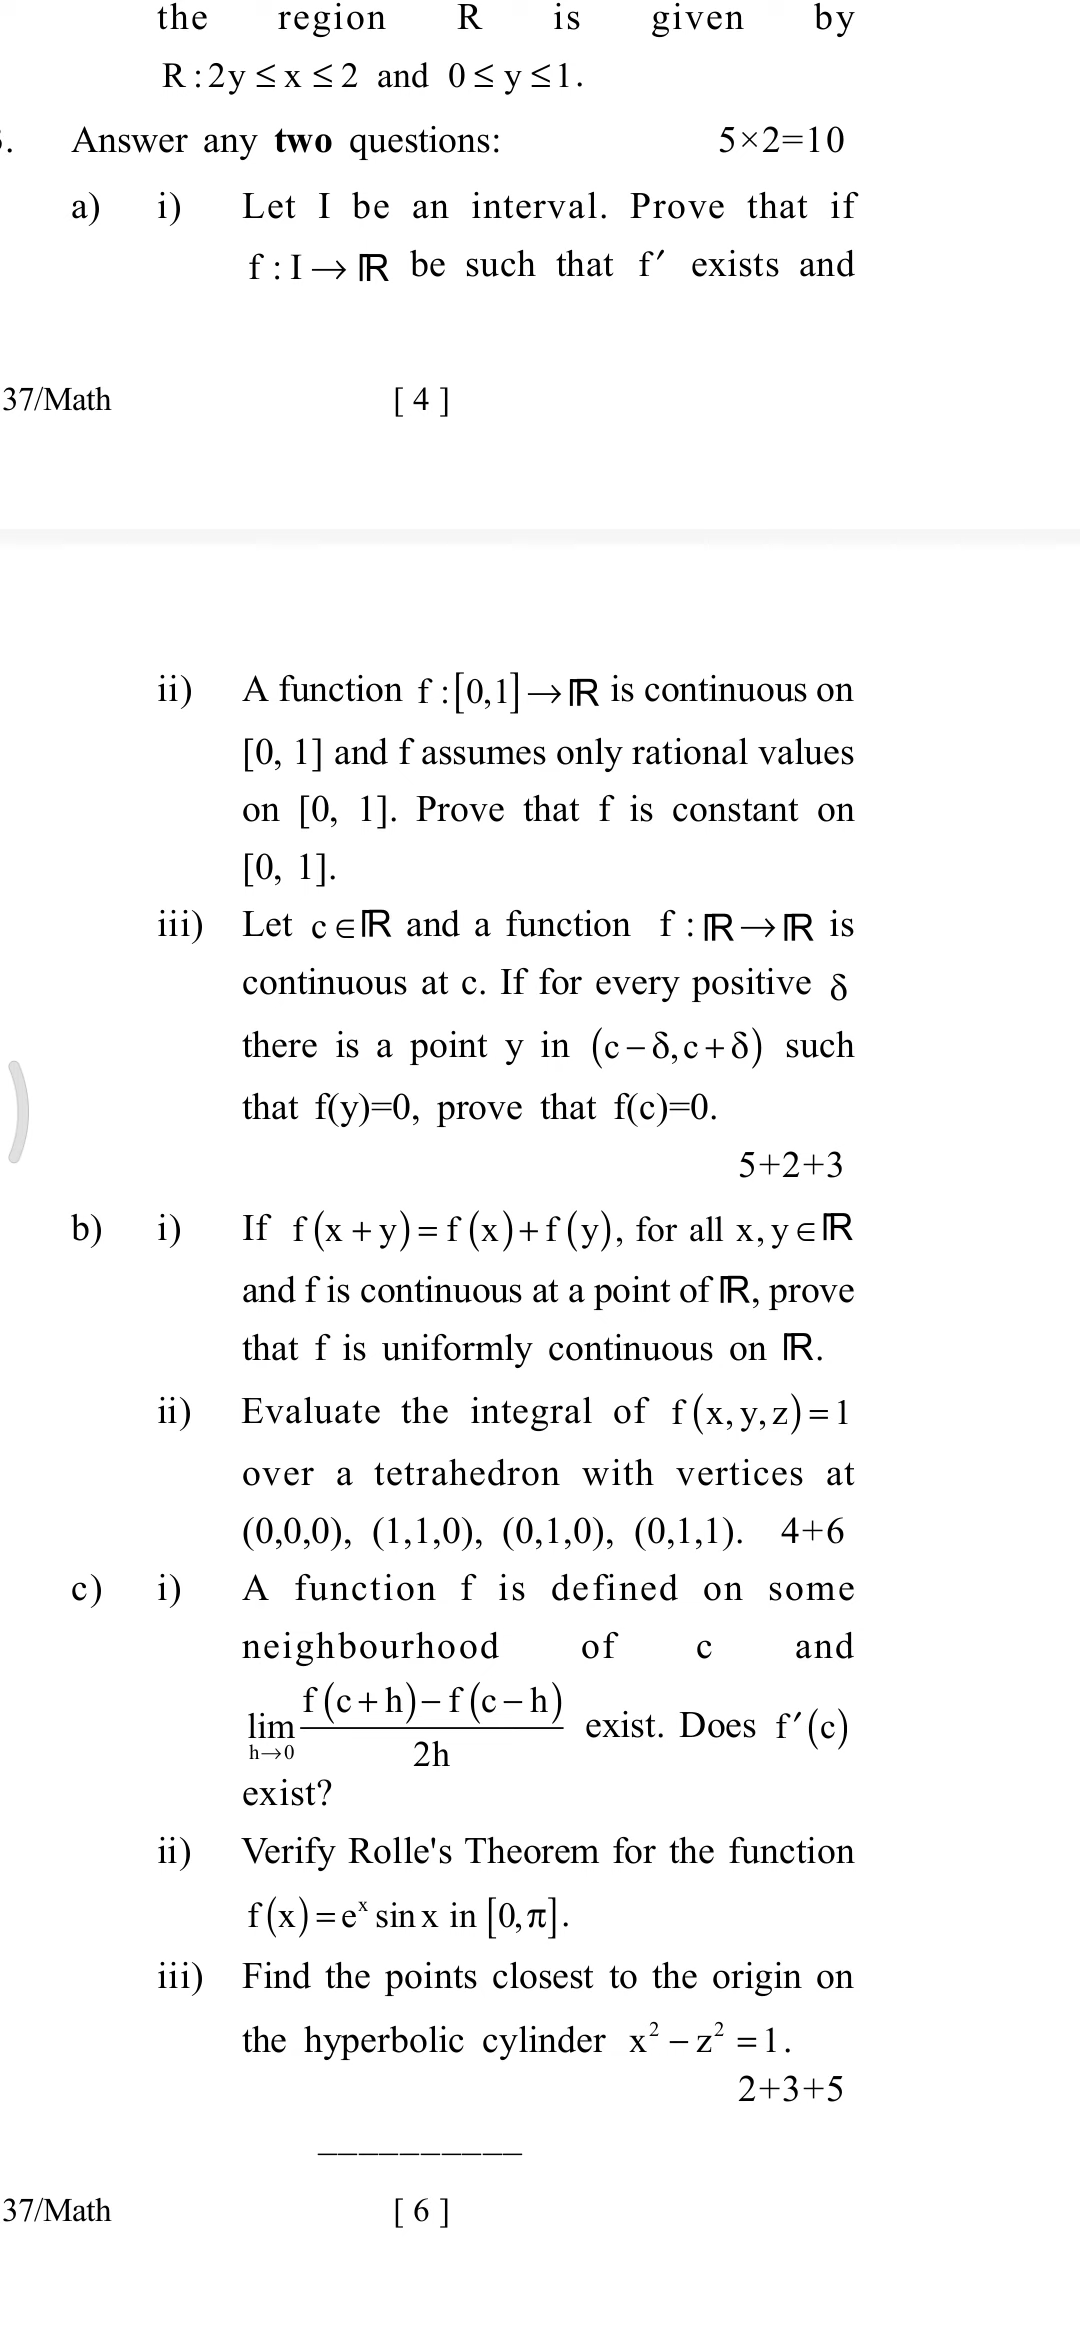 the region R is given by
R : 2y ≤ x ≤ 2 and 0 ≤ y ≤ 1.
. Answer any two questions: 5×2=10
a) i) Let I be an interval. Prove that if
f : I → ℝ be such that f′ exists and
37/Math [ 4 ]
ii) A function f : [0,1] → ℝ is continuous on
[0, 1] and f assumes only rational values
on [0, 1]. Prove that f is constant on
[0, 1].
iii) Let c ∈ ℝ and a function f : ℝ → ℝ is
continuous at c. If for every positive δ
there is a point y in (c − δ, c + δ) such
that f(y)=0, prove that f(c)=0.
5+2+3
b) i) If f(x + y) = f(x) + f(y), for all x, y ∈ ℝ
and f is continuous at a point of ℝ, prove
that f is uniformly continuous on ℝ.
ii) Evaluate the integral of f(x, y, z) = 1
over a tetrahedron with vertices at
(0,0,0), (1,1,0), (0,1,0), (0,1,1). 4+6
c) i) A function f is defined on some
neighbourhood of c and
lim h→0 (f(c + h) − f(c − h))/2h exist. Does f′(c)
exist?
ii) Verify Rolle's Theorem for the function
f(x) = eˣ sin x in [0, π].
iii) Find the points closest to the origin on
the hyperbolic cylinder x² − z² = 1.
2+3+5
37/Math [ 6 ]